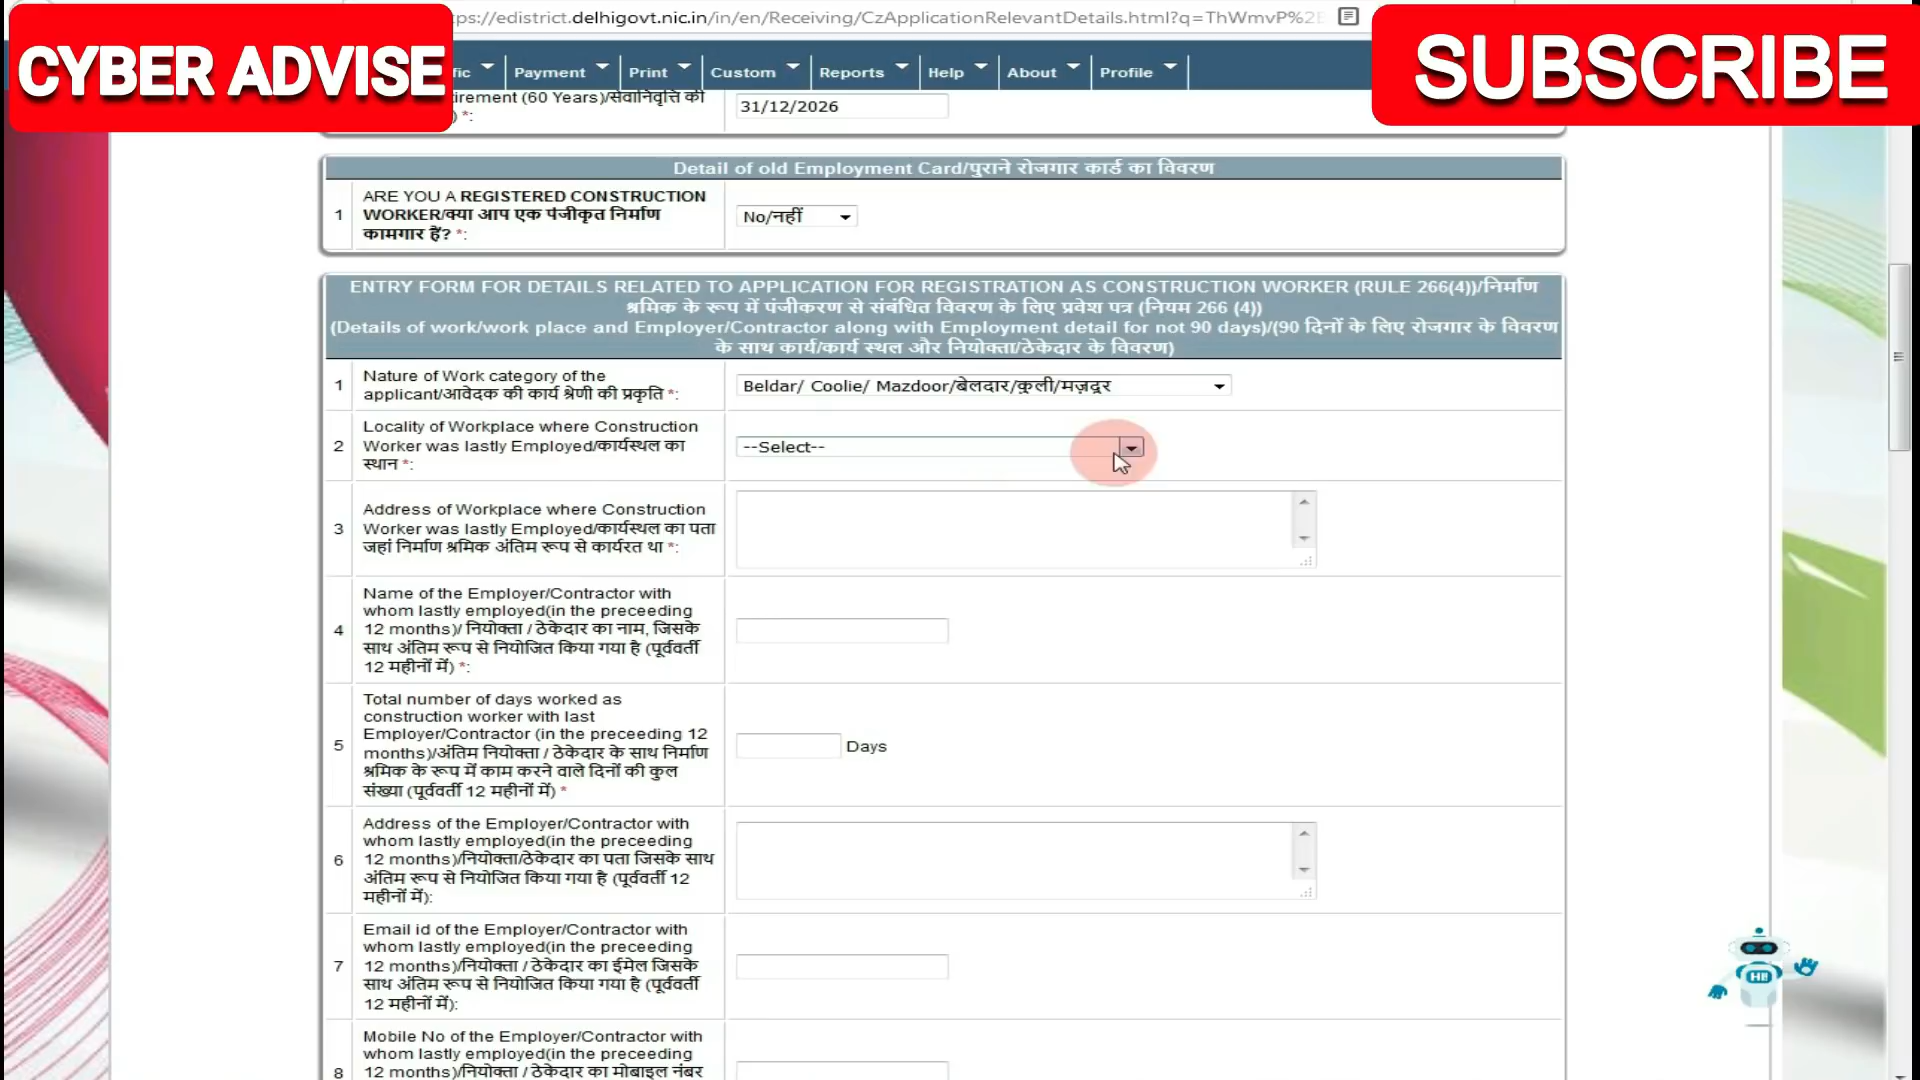 CYBER ADVISE
SUBSCRIBE
ps://edistrict.delhigovt.nic.in/in/en/Receiving/CzApplicationRelevantDetails.html?q=ThWmvP%2
Payment
Print
Custom
Reports
Help
About
Profile
irement (60 Years)/सेवानिवृत्ति की
) *:
31/12/2026
Detail of old Employment Card/पुराने रोजगार कार्ड का विवरण
1
ARE YOU A REGISTERED CONSTRUCTION
WORKER/क्या आप एक पंजीकृत निर्माण
कामगार हैं? *:
No/नहीं
ENTRY FORM FOR DETAILS RELATED TO APPLICATION FOR REGISTRATION AS CONSTRUCTION WORKER (RULE 266(4))/निर्माण
श्रमिक के रूप में पंजीकरण से संबंधित विवरण के लिए प्रवेश पत्र (नियम 266 (4))
(Details of work/work place and Employer/Contractor along with Employment detail for not 90 days)/(90 दिनों के लिए रोजगार के विवरण
के साथ कार्य/कार्य स्थल और नियोक्ता/ठेकेदार के विवरण)
1
Nature of Work category of the
applicant/आवेदक की कार्य श्रेणी की प्रकृति *:
Beldar/ Coolie/ Mazdoor/बेलदार/कुली/मज़दूर
2
Locality of Workplace where Construction
Worker was lastly Employed/कार्यस्थल का
स्थान *:
--Select--
3
Address of Workplace where Construction
Worker was lastly Employed/कार्यस्थल का पता
जहां निर्माण श्रमिक अंतिम रूप से कार्यरत था *:
4
Name of the Employer/Contractor with
whom lastly employed(in the preceeding
12 months)/ नियोक्ता / ठेकेदार का नाम, जिसके
साथ अंतिम रूप से नियोजित किया गया है (पूर्ववर्ती
12 महीनों में) *:
5
Total number of days worked as
construction worker with last
Employer/Contractor (in the preceeding 12
months)/अंतिम नियोक्ता / ठेकेदार के साथ निर्माण
श्रमिक के रूप में काम करने वाले दिनों की कुल
संख्या (पूर्ववर्ती 12 महीनों में) *
Days
6
Address of the Employer/Contractor with
whom lastly employed(in the preceeding
12 months)/नियोक्ता/ठेकेदार का पता जिसके साथ
अंतिम रूप से नियोजित किया गया है (पूर्ववर्ती 12
महीनों में):
7
Email id of the Employer/Contractor with
whom lastly employed(in the preceeding
12 months)/नियोक्ता / ठेकेदार का ईमेल जिसके
साथ अंतिम रूप से नियोजित किया गया है (पूर्ववर्ती
12 महीनों में):
8
Mobile No of the Employer/Contractor with
whom lastly employed(in the preceeding
12 months)/नियोक्ता / ठेकेदार का मोबाइल नंबर
HI!